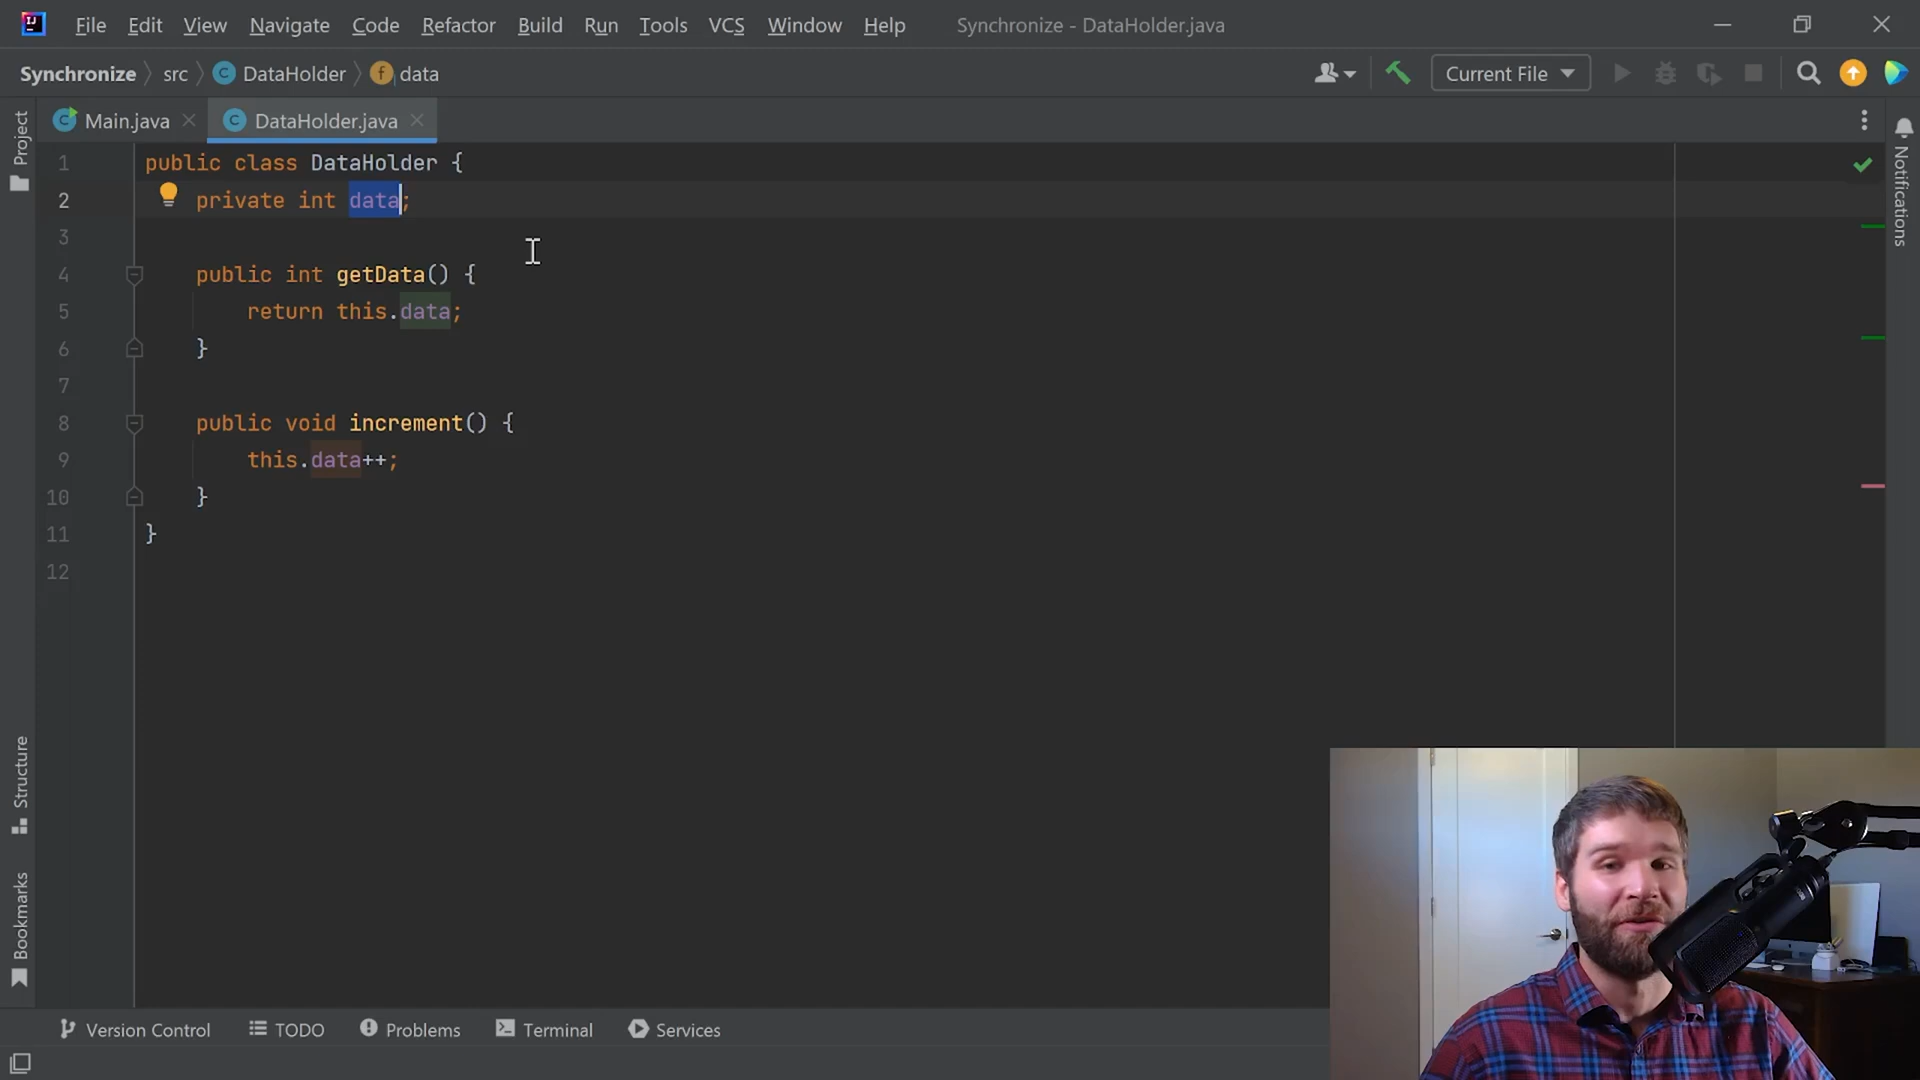 File Edit View Navigate Code Refactor Build Run Tools VCS Window Help Synchronize - DataHolder.java
Synchronize src DataHolder data Current File
Main.java DataHolder.java
Project
Notifications
1 public class DataHolder {
2 private int data;
3
4 public int getData() {
5 return this.data;
6 }
7
8 public void increment() {
9 this.data++;
10 }
11 }
12
Structure
Bookmarks
Version Control TODO Problems Terminal Services